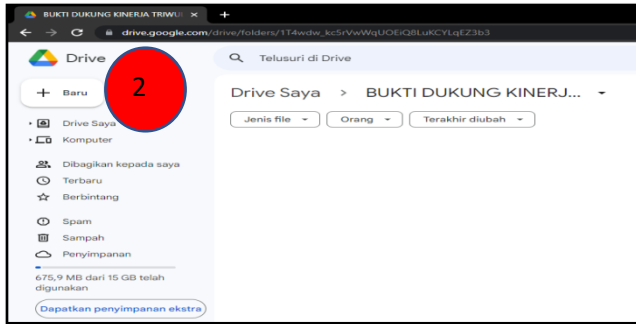 BUKTI DUKUNG KINERJA TRIWU
drive.google.com/drive/folders/1T4wdw_kc5rVwWqUOEiQ8LuKCYLqEZ3b3
Drive
Telusuri di Drive
Baru
2
Drive Saya > BUKTI DUKUNG KINERJ...
Jenis file Orang Terakhir diubah
Drive Saya
Komputer
Dibagikan kepada saya
Terbaru
Berbintang
Spam
Sampah
Penyimpanan
675,9 MB dari 15 GB telah
digunakan
Dapatkan penyimpanan ekstra